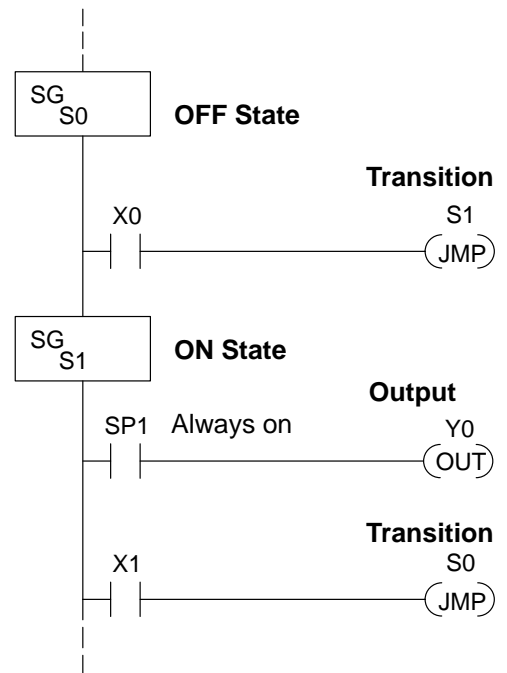 SG
S0
OFF State
Transition
X0
S1
JMP
SG
S1
ON State
Output
SP1 Always on
Y0
OUT
Transition
X1
S0
JMP